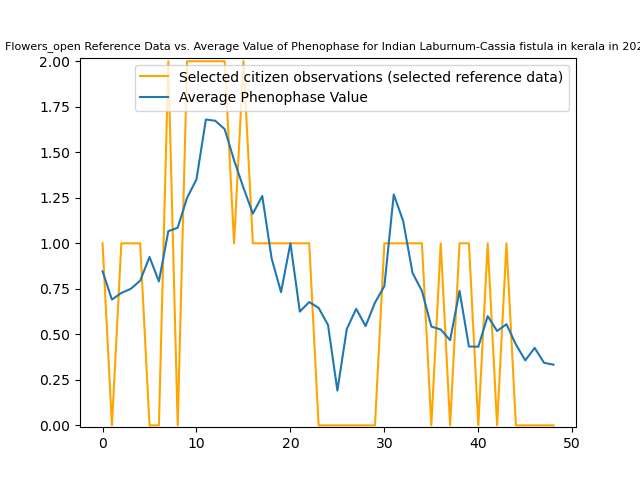 Flowers_open Reference Data vs. Average Value of Phenophase for Indian Laburnum-Cassia fistula in kerala in
Selected citizen observations (selected reference data)
Average Phenophase Value
2.00
1.75
1.50
1.25
1.00
0.75
0.50
0.25
0.00
0 10 20 30 40 50